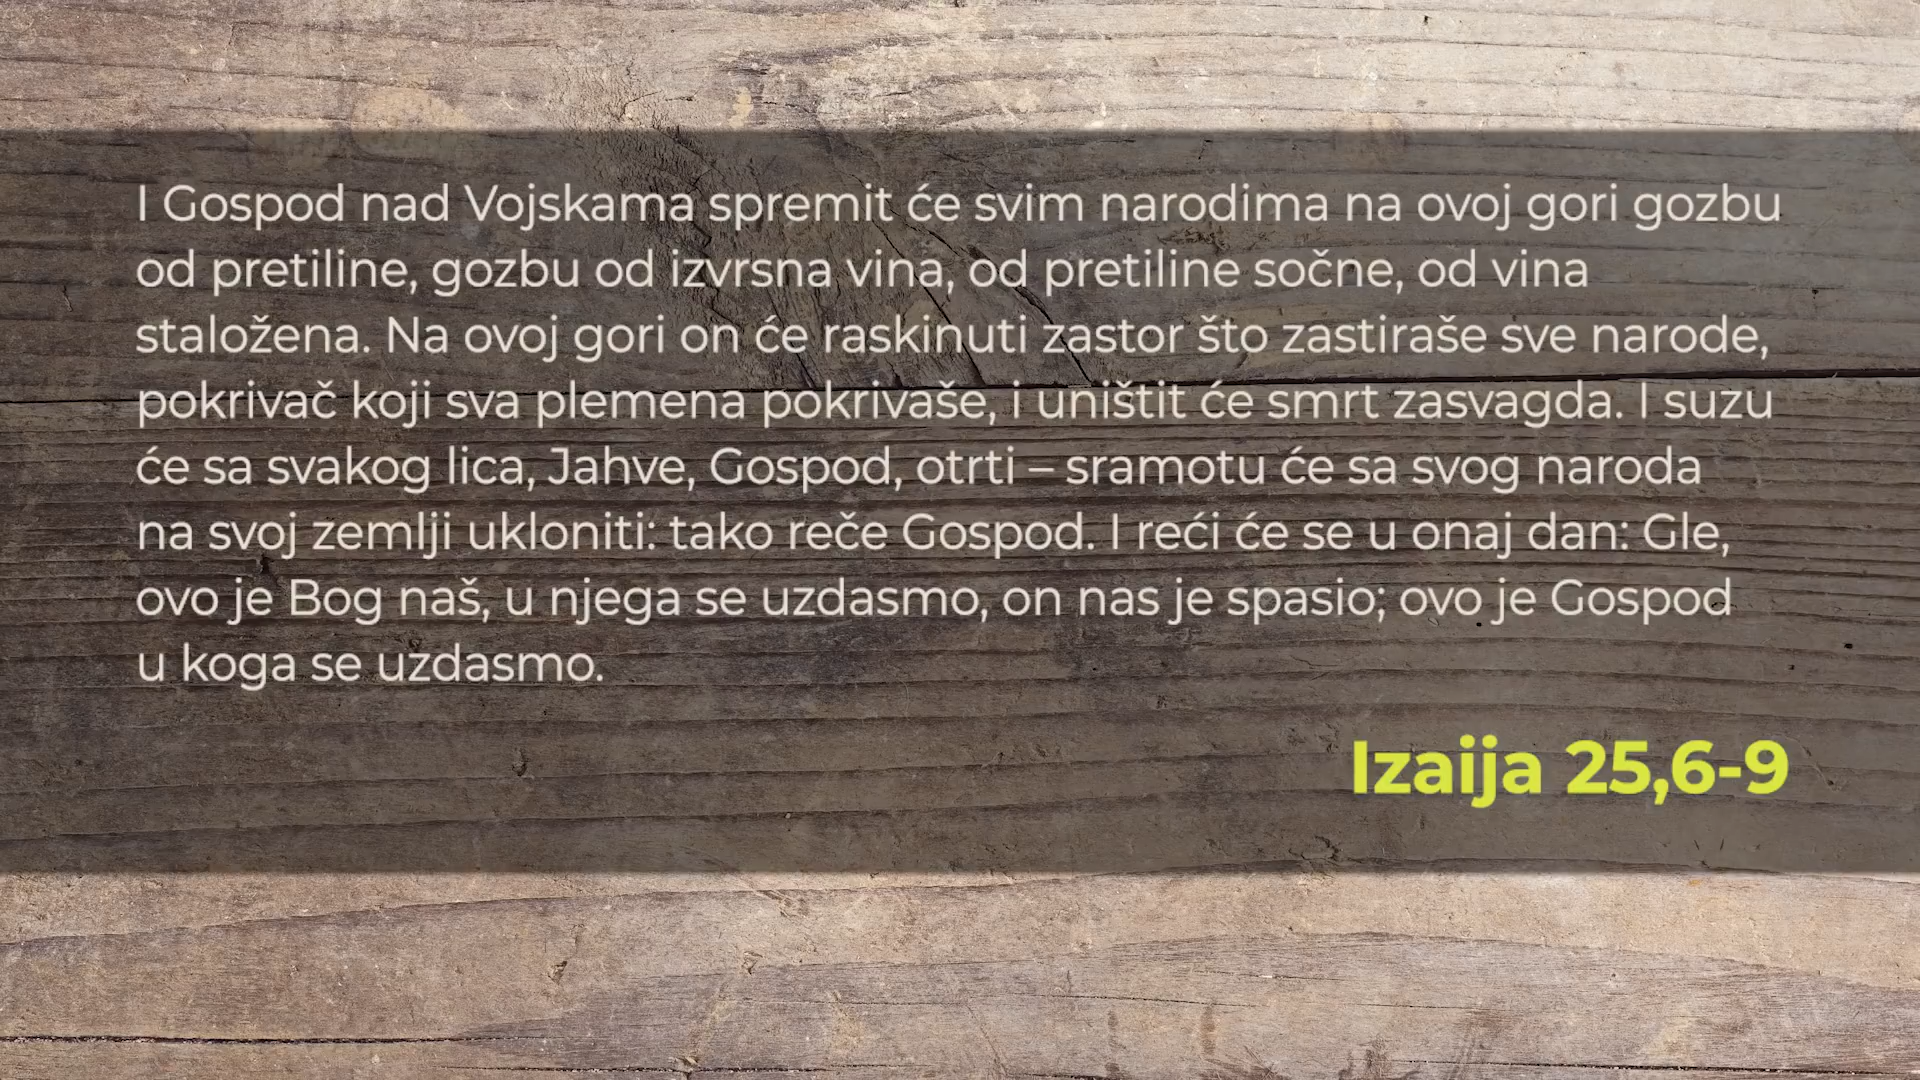 I Gospod nad Vojskama spremit će svim narodima na ovoj gori gozbu
od pretiline, gozbu od izvrsna vina, od pretiline sočne, od vina
staložena. Na ovoj gori on će raskinuti zastor što zastiraše sve narode,
pokrivač koji sva plemena pokrivaše, i uništit će smrt zasvagda. I suzu
će sa svakog lica, Jahve, Gospod, otrti – sramotu će sa svog naroda
na svoj zemlji ukloniti: tako reče Gospod. I reći će se u onaj dan: Gle,
ovo je Bog naš, u njega se uzdasmo, on nas je spasio; ovo je Gospod
u koga se uzdasmo.
Izaija 25,6-9